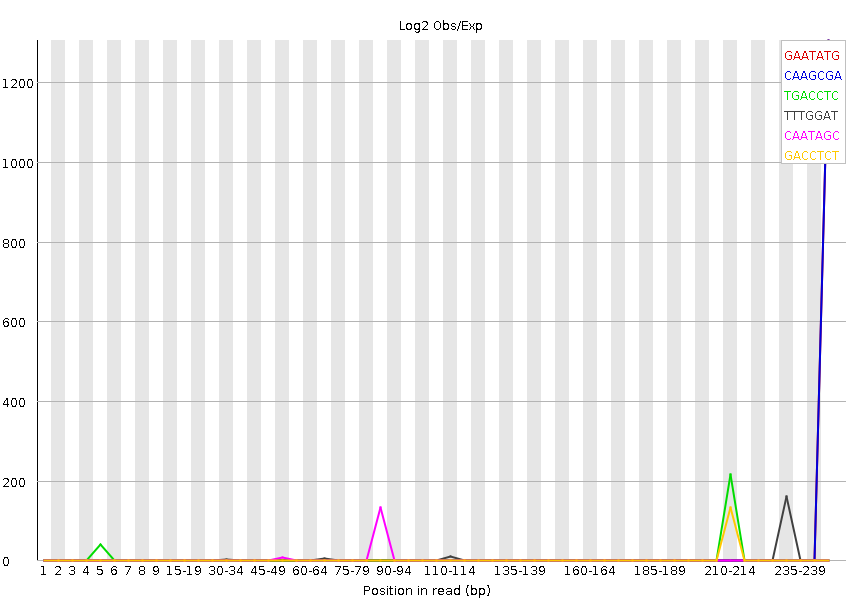 Log2 Obs/Exp
GAATATG
CAAGCGA
TGACCTC
TTTGGAT
CAATAGC
GACCTCT
1200
1000
800
600
400
200
0
1 2 3 4 5 6 7 8 9 15-19 30-34 45-49 60-64 75-79 90-94 110-114 135-139 160-164 185-189 210-214 235-239
Position in read (bp)